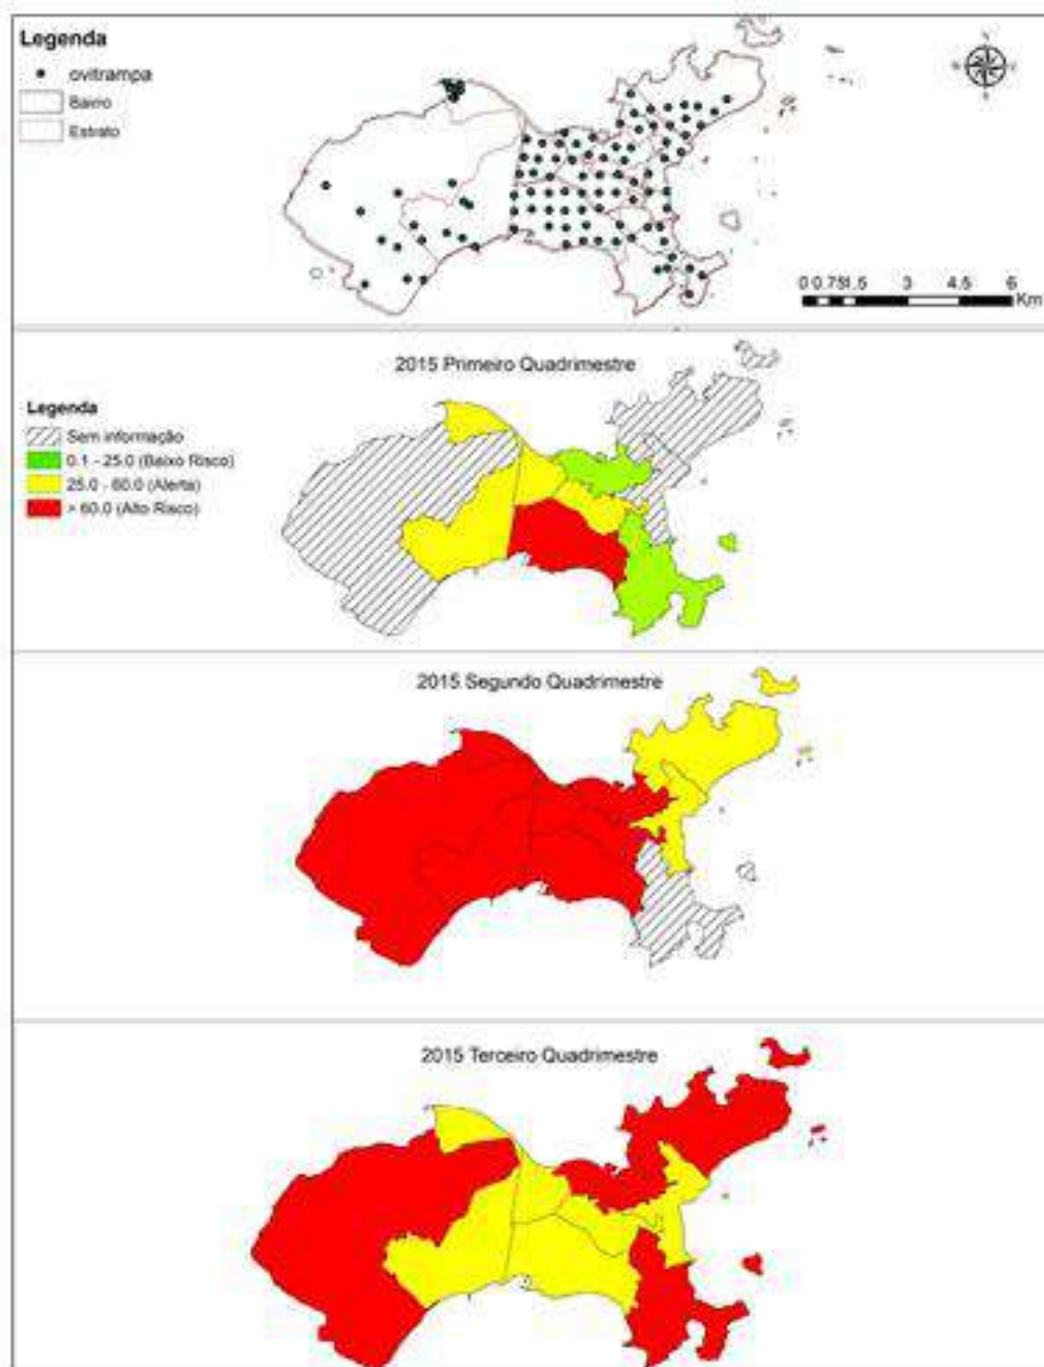 Legenda
ovitrampa
Bairro
Estrato
0 0.75 1.5 3 4.5 6
Km
2015 Primeiro Quadrimestre
Legenda
Sem informação
0.1 - 25.0 (Baixo Risco)
25.0 - 60.0 (Alerta)
> 60.0 (Alto Risco)
2015 Segundo Quadrimestre
2015 Terceiro Quadrimestre